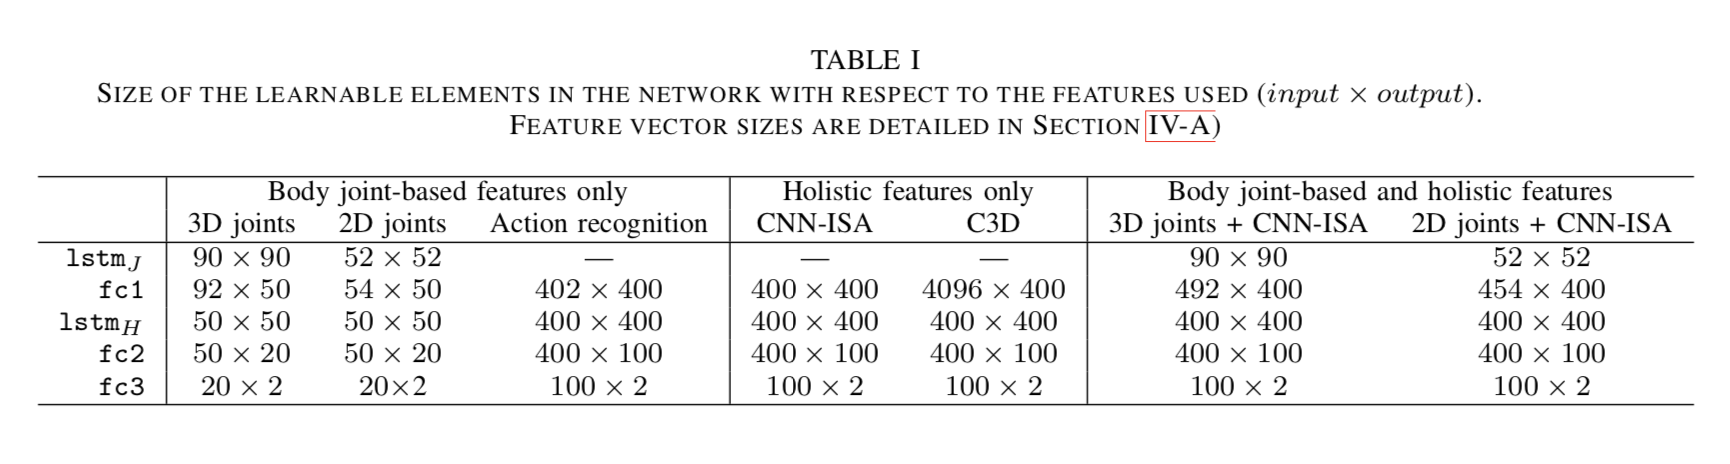 TABLE I
SIZE OF THE LEARNABLE ELEMENTS IN THE NETWORK WITH RESPECT TO THE FEATURES USED (input × output).
FEATURE VECTOR SIZES ARE DETAILED IN SECTION IV-A)
Body joint-based features only Holistic features only Body joint-based and holistic features
3D joints 2D joints Action recognition CNN-ISA C3D 3D joints + CNN-ISA 2D joints + CNN-ISA
lstm_J 90 × 90 52 × 52 — — — 90 × 90 52 × 52
fc1 92 × 50 54 × 50 402 × 400 400 × 400 4096 × 400 492 × 400 454 × 400
lstm_H 50 × 50 50 × 50 400 × 400 400 × 400 400 × 400 400 × 400 400 × 400
fc2 50 × 20 50 × 20 400 × 100 400 × 100 400 × 100 400 × 100 400 × 100
fc3 20 × 2 20×2 100 × 2 100 × 2 100 × 2 100 × 2 100 × 2